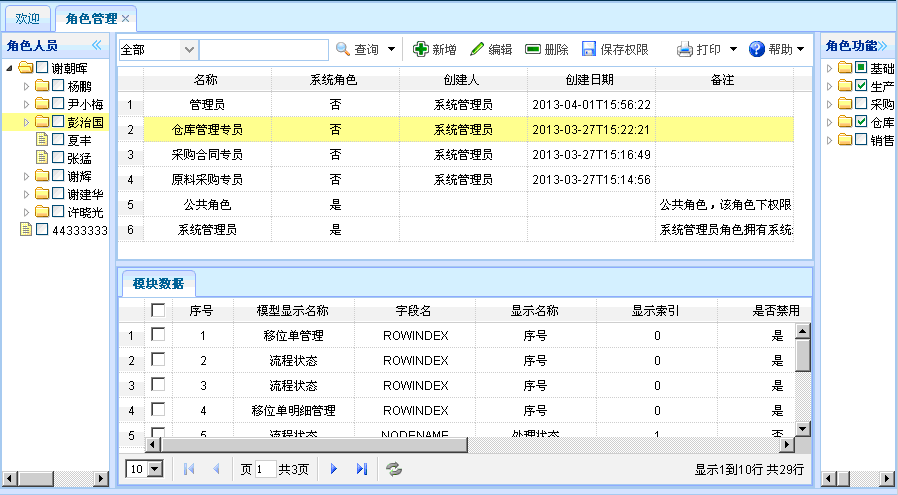 欢迎 角色管理
角色人员
谢朝晖
杨鹏
尹小梅
彭治国
夏丰
张猛
谢辉
谢建华
许晓光
44333333
全部 查询 新增 编辑 删除 保存权限 打印 帮助
名称 系统角色 创建人 创建日期 备注
1 管理员 否 系统管理员 2013-04-01T15:56:22
2 仓库管理专员 否 系统管理员 2013-03-27T15:22:21
3 采购合同专员 否 系统管理员 2013-03-27T15:16:49
4 原料采购专员 否 系统管理员 2013-03-27T15:14:56
5 公共角色 是 公共角色，该角色下权限
6 系统管理员 是 系统管理员角色拥有系统
模块数据
序号 模型显示名称 字段名 显示名称 显示索引 是否禁用
1 1 移位单管理 ROWINDEX 序号 0 是
2 2 流程状态 ROWINDEX 序号 0 是
3 3 流程状态 ROWINDEX 序号 0 是
4 4 移位单明细管理 ROWINDEX 序号 0 是
5 5 流程状态 NODENAME 处理状态 1 否
10 页 1 共3页 显示1到10行 共29行
角色功能
基础
生产
采购
仓库
销售